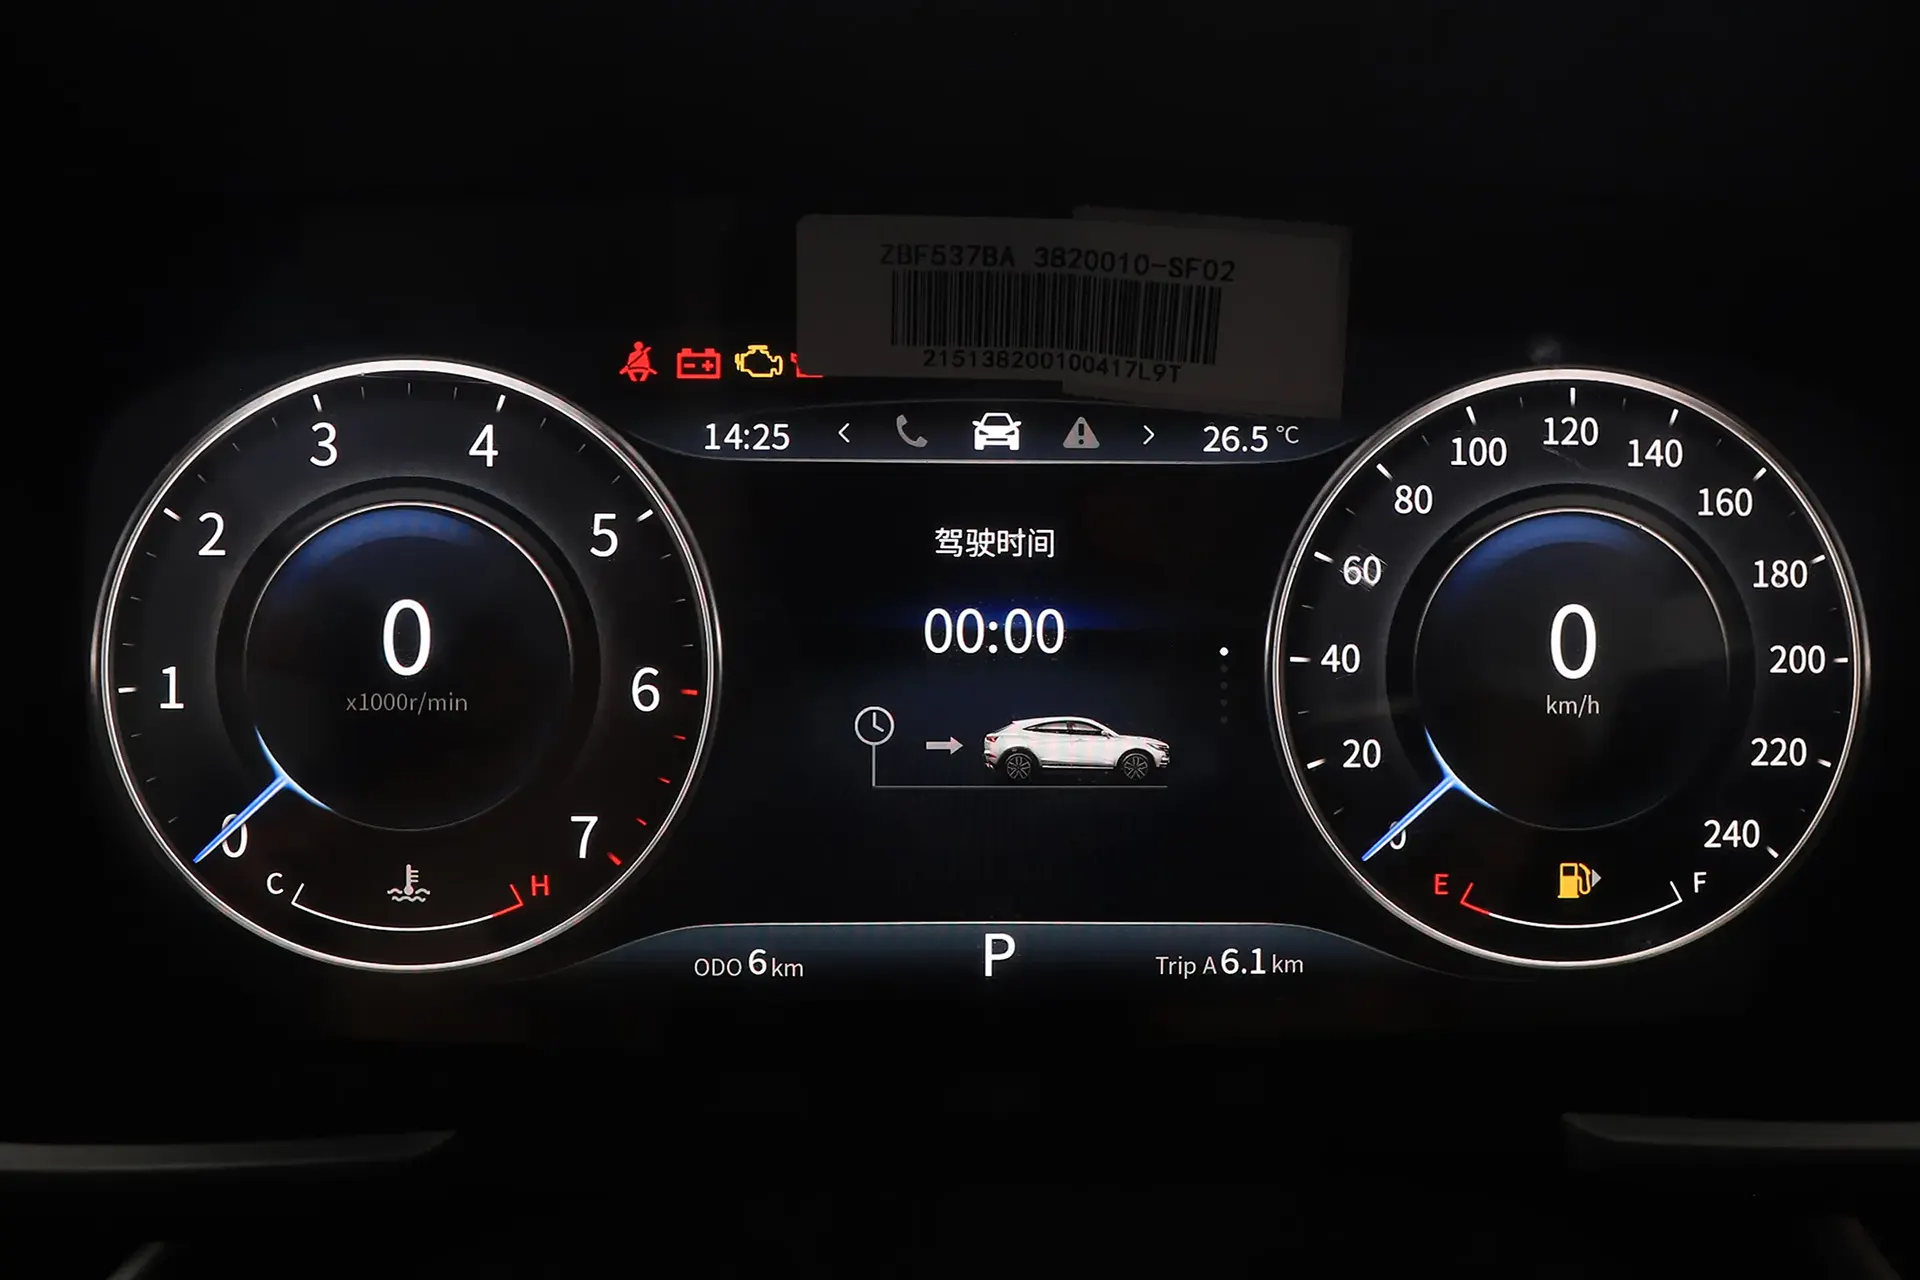 ZBF537BA 3820010-SF02
215138200100417L9T
14:25
26.5 °C
驾驶时间
00:00
0
1
2
3
4
5
6
7
0
x1000r/min
C
H
0
20
40
60
80
100
120
140
160
180
200
220
240
0
km/h
E
F
ODO 6 km
P
Trip A 6.1 km